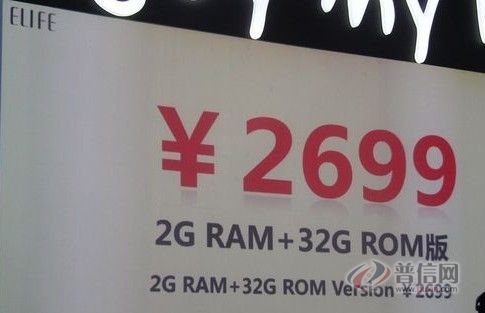 ELIFE
¥2699
2G RAM+32G ROM版
2G RAM+32G ROM Version ¥2699
普信网